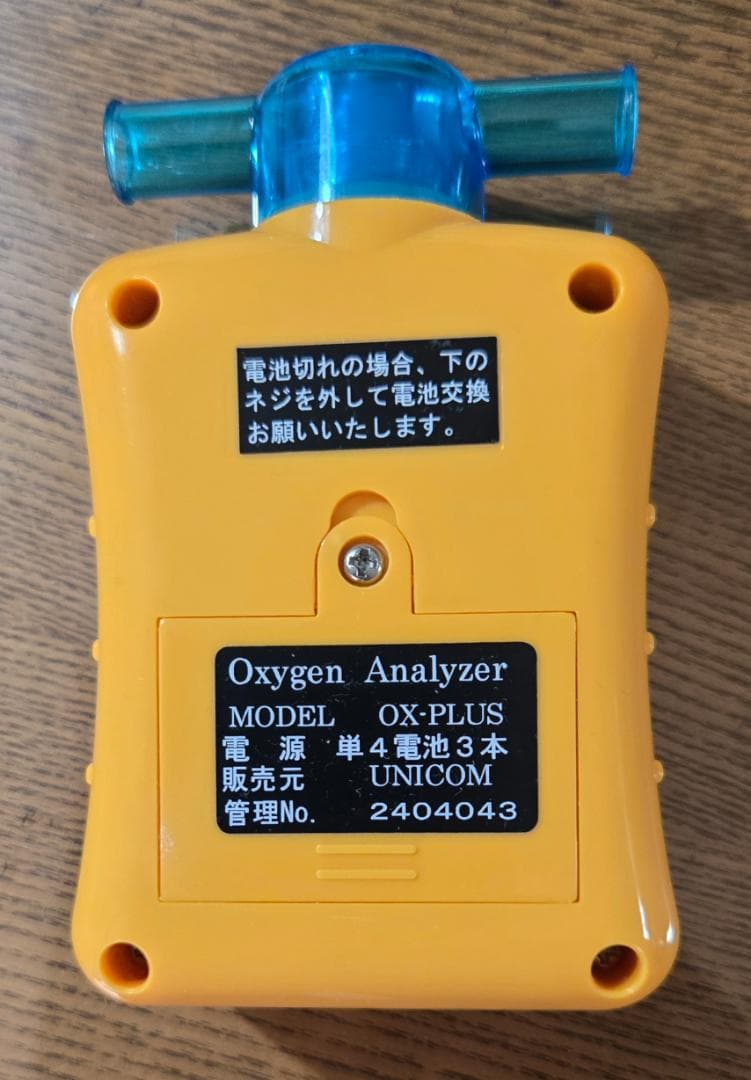 電池切れの場合、下の
ネジを外して電池交換
お願いいたします。
Oxygen Analyzer
MODEL OX-PLUS
電 源 単4電池3本
販売元 UNICOM
管理No. 2404043